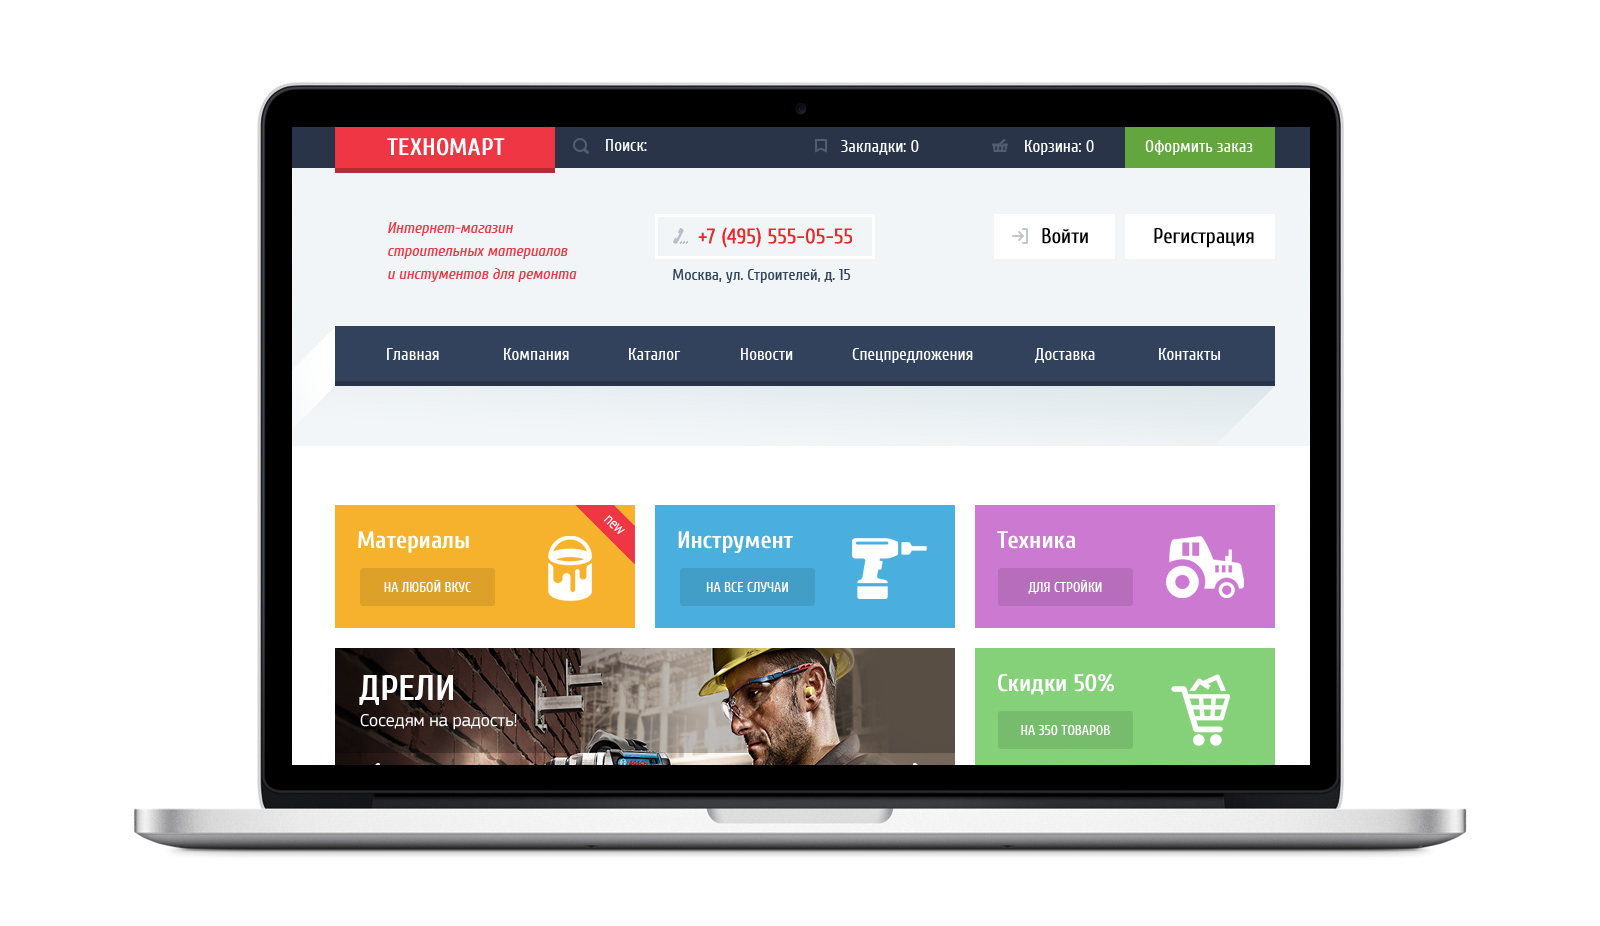 ТЕХНОМАРТ
Поиск:
Закладки: 0
Корзина: 0
Оформить заказ
Интернет-магазин
строительных материалов
и инстументов для ремонта
+7 (495) 555-05-55
Москва, ул. Строителей, д. 15
Войти
Регистрация
Главная
Компания
Каталог
Новости
Спецпредложения
Доставка
Контакты
Материалы
new
НА ЛЮБОЙ ВКУС
Инструмент
НА ВСЕ СЛУЧАИ
Техника
ДЛЯ СТРОЙКИ
ДРЕЛИ
Соседям на радость!
Скидки 50%
НА 350 ТОВАРОВ